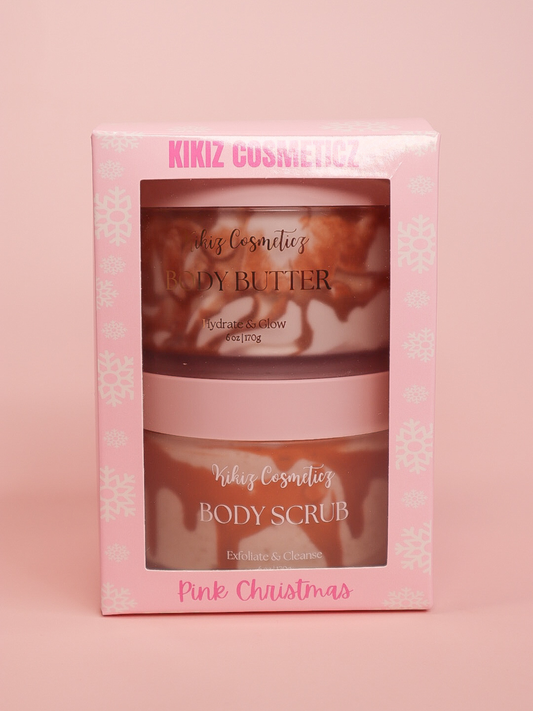 KIKIZ COSMETICZ
Kikiz Cosmeticz
BODY BUTTER
Hydrate & Glow
6 oz | 170g
Kikiz Cosmeticz
BODY SCRUB
Exfoliate & Cleanse
Pink Christmas